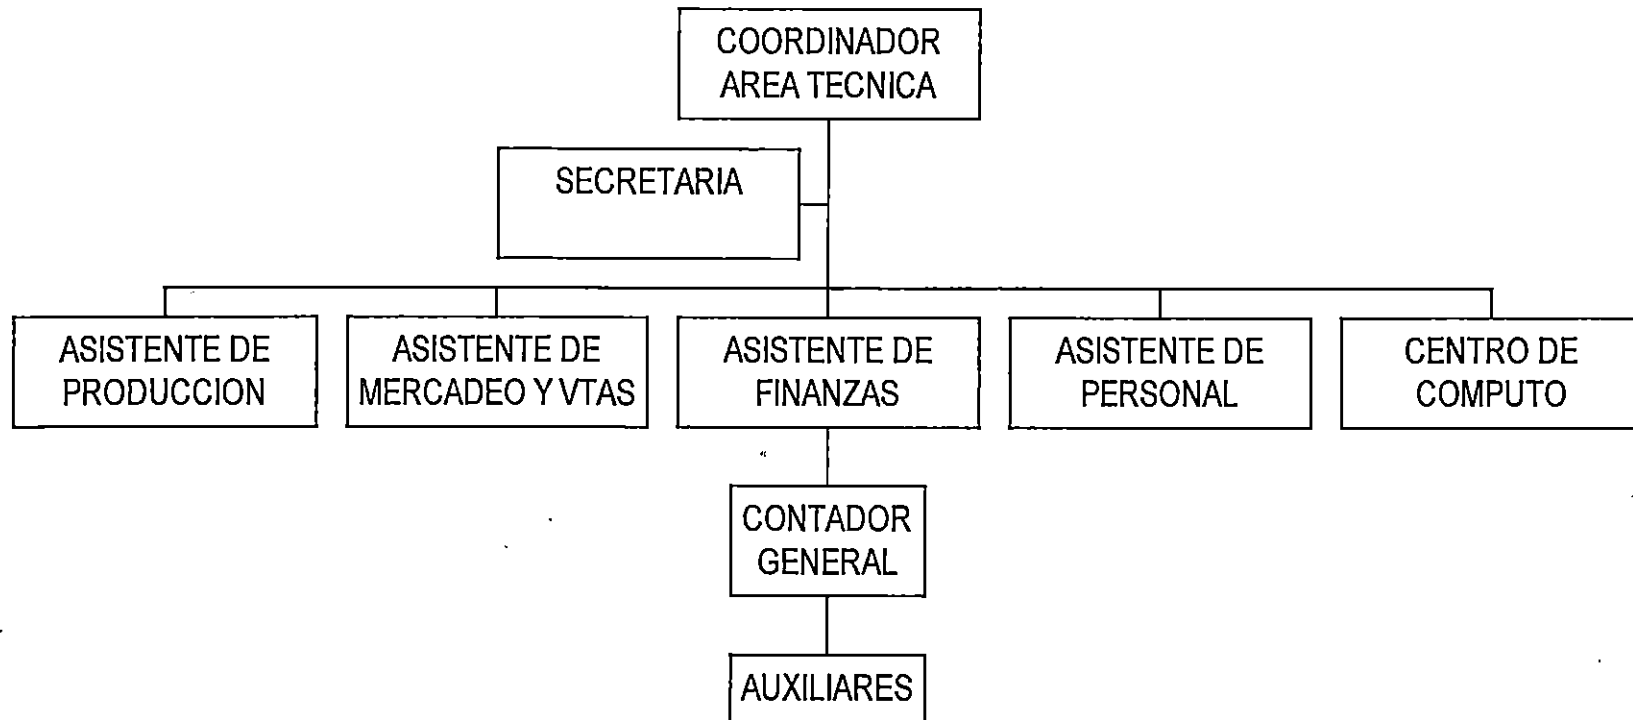 COORDINADOR
AREA TECNICA
SECRETARIA
ASISTENTE DE
PRODUCCION
ASISTENTE DE
MERCADEO Y VTAS
ASISTENTE DE
FINANZAS
ASISTENTE DE
PERSONAL
CENTRO DE
COMPUTO
CONTADOR
GENERAL
AUXILIARES